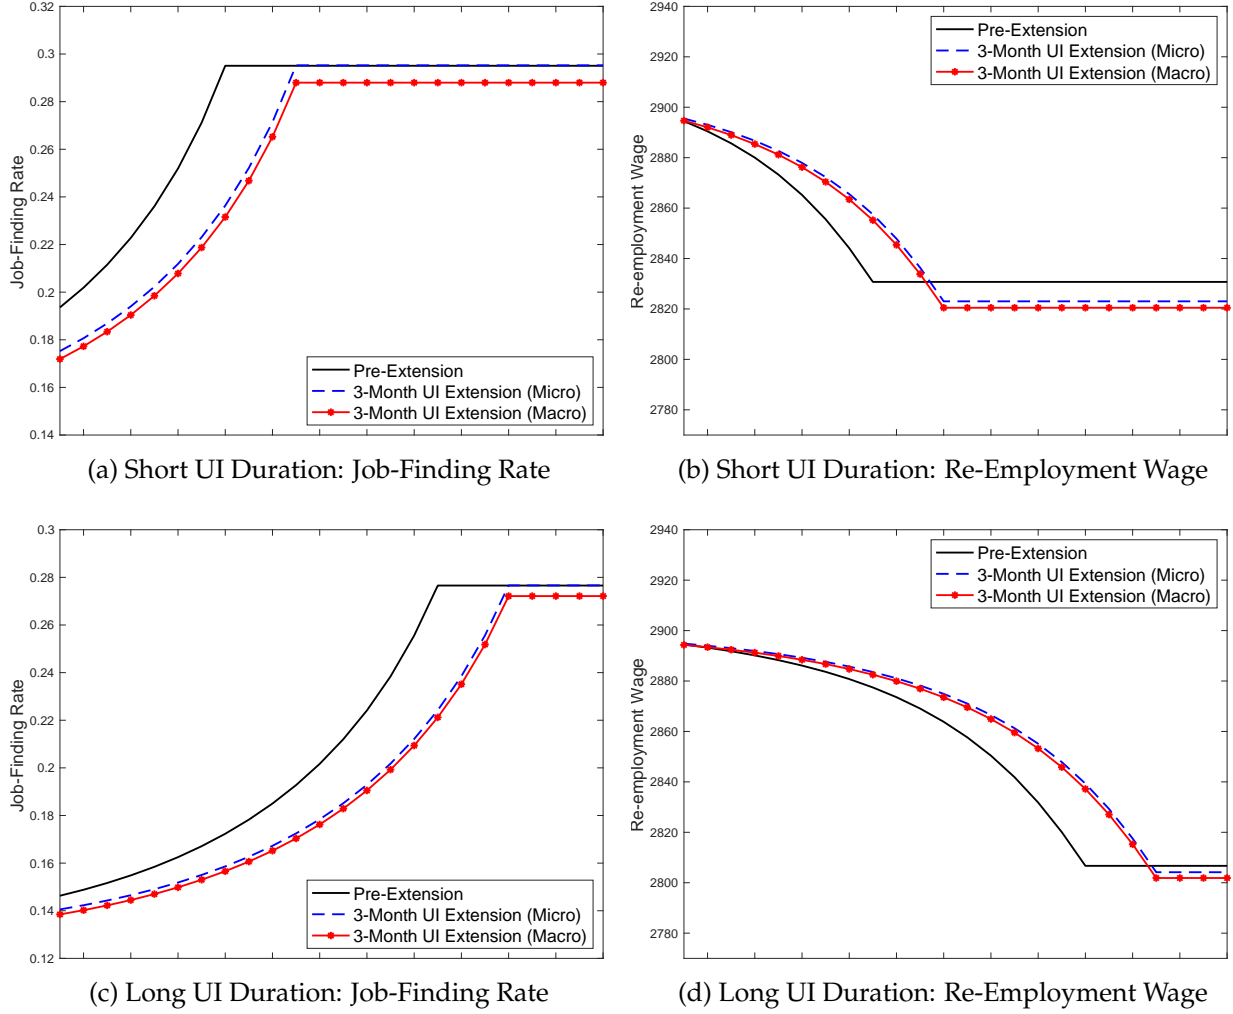 0.32
0.3
0.28
0.26
0.24
0.22
0.2
0.18
0.16
0.14
Job-Finding Rate
Pre-Extension
3-Month UI Extension (Micro)
3-Month UI Extension (Macro)
(a) Short UI Duration: Job-Finding Rate
2940
2920
2900
2880
2860
2840
2820
2800
2780
Re-employment Wage
Pre-Extension
3-Month UI Extension (Micro)
3-Month UI Extension (Macro)
(b) Short UI Duration: Re-Employment Wage
0.3
0.28
0.26
0.24
0.22
0.2
0.18
0.16
0.14
0.12
Job-Finding Rate
Pre-Extension
3-Month UI Extension (Micro)
3-Month UI Extension (Macro)
(c) Long UI Duration: Job-Finding Rate
2940
2920
2900
2880
2860
2840
2820
2800
2780
Re-employment Wage
Pre-Extension
3-Month UI Extension (Micro)
3-Month UI Extension (Macro)
(d) Long UI Duration: Re-Employment Wage